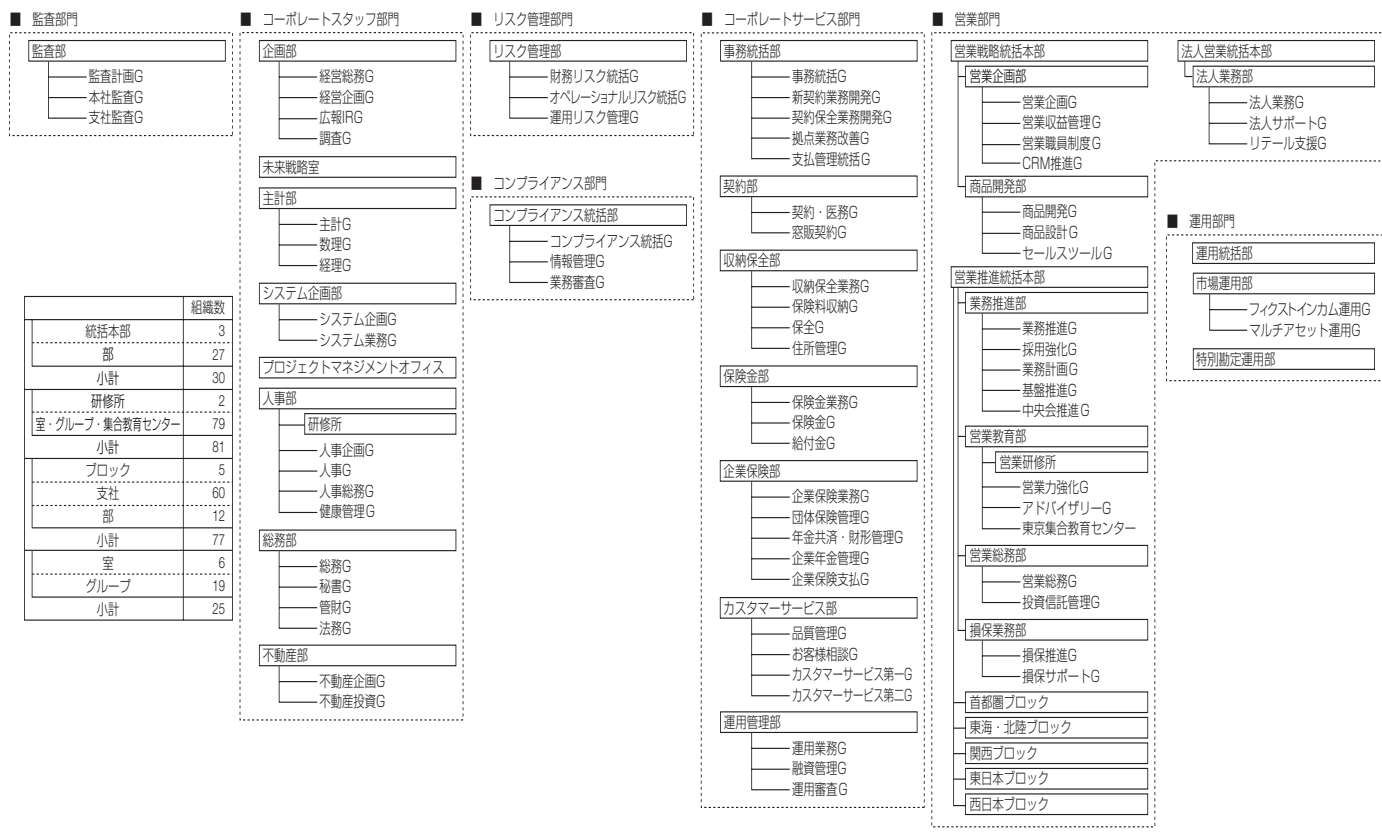 ■ 監査部門
監査部
監査計画G
本社監査G
支社監査G
組織数
統括本部 3
部 27
小計 30
研修所 2
室・グループ・集合教育センター 79
小計 81
ブロック 5
支社 60
部 12
小計 77
室 6
グループ 19
小計 25
■ コーポレートスタッフ部門
企画部
経営総務G
経営企画G
広報IRG
調査G
未来戦略室
主計部
主計G
数理G
経理G
システム企画部
システム企画G
システム業務G
プロジェクトマネジメントオフィス
人事部
研修所
人事企画G
人事G
人事総務G
健康管理G
総務部
総務G
秘書G
管財G
法務G
不動産部
不動産企画G
不動産投資G
■ リスク管理部門
リスク管理部
財務リスク統括G
オペレーショナルリスク統括G
運用リスク管理G
■ コンプライアンス部門
コンプライアンス統括部
コンプライアンス統括G
情報管理G
業務審査G
■ コーポレートサービス部門
事務統括部
事務統括G
新契約業務開発G
契約保全業務開発G
拠点業務改善G
支払管理統括G
契約部
契約・医務G
窓販契約G
収納保全部
収納保全業務G
保険料収納G
保全G
住所管理G
保険金部
保険金業務G
保険金G
給付金G
企業保険部
企業保険業務G
団体保険管理G
年金共済・財形管理G
企業年金管理G
企業保険支払G
カスタマーサービス部
品質管理G
お客様相談G
カスタマーサービス第一G
カスタマーサービス第二G
運用管理部
運用業務G
融資管理G
運用審査G
■ 営業部門
営業戦略統括本部
営業企画部
営業企画G
営業収益管理G
営業職員制度G
CRM推進G
商品開発部
商品開発G
商品設計G
セールスツールG
営業推進統括本部
業務推進部
業務推進G
採用強化G
業務計画G
基盤推進G
中央会推進G
営業教育部
営業研修所
営業力強化G
アドバイザリーG
東京集合教育センター
営業総務部
営業総務G
投資信託管理G
損保業務部
損保推進G
損保サポートG
首都圏ブロック
東海・北陸ブロック
関西ブロック
東日本ブロック
西日本ブロック
法人営業統括本部
法人業務部
法人業務G
法人サポートG
リテール支援G
■ 運用部門
運用統括部
市場運用部
フィクストインカム運用G
マルチアセット運用G
特別勘定運用部